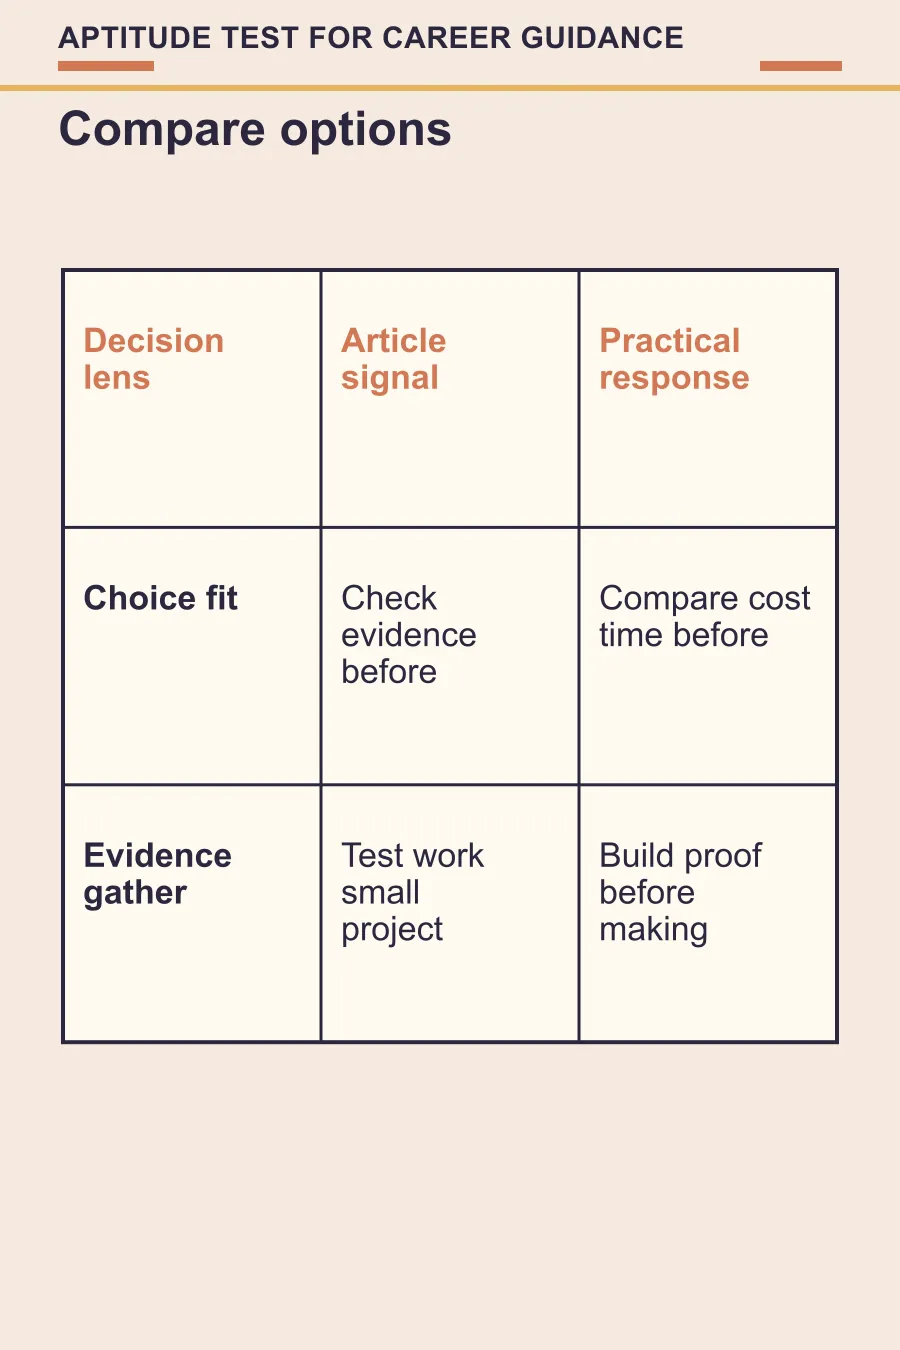 APTITUDE TEST FOR CAREER GUIDANCE
Compare options
Decision
lens
Article
signal
Practical
response
Choice fit
Check
evidence
before
Compare cost
time before
Evidence
gather
Test work
small
project
Build proof
before
making